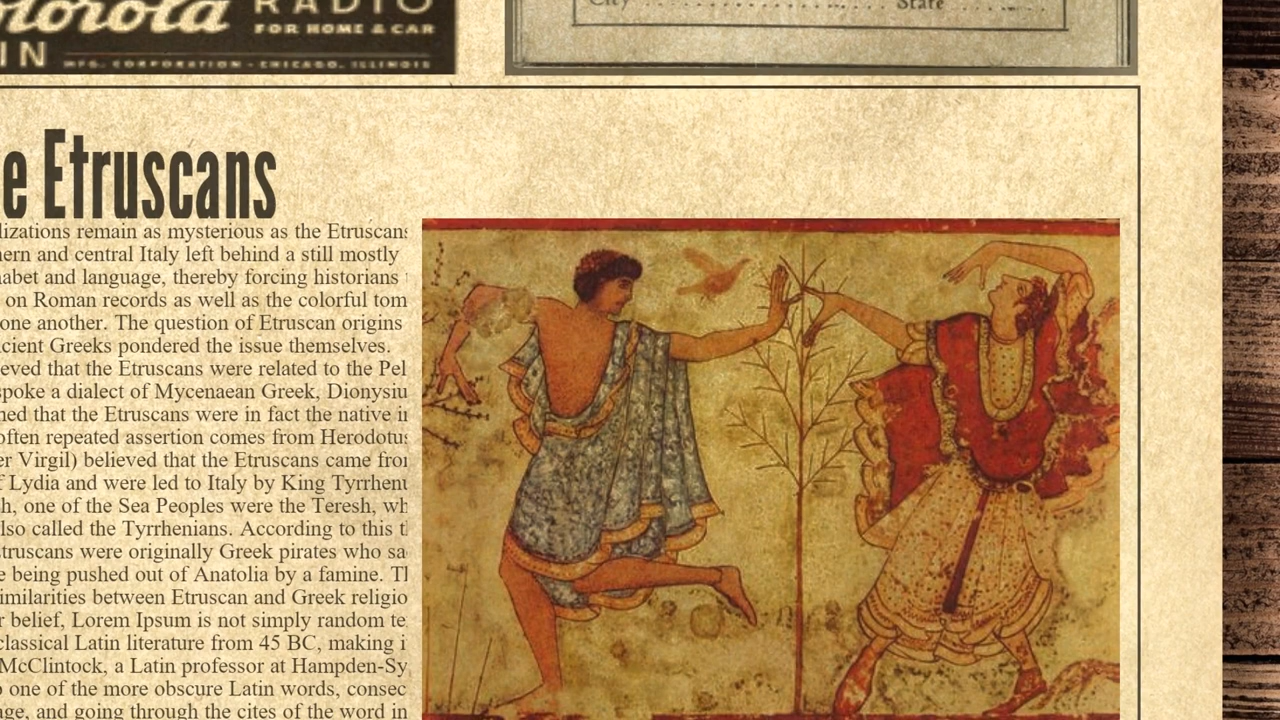 RADIO
FOR HOME & CAR
IN
MFG. CORPORATION - CHICAGO, ILLINOIS
City State
e Etruscans
lizations remain as mysterious as the Etruscans
ern and central Italy left behind a still mostly
abet and language, thereby forcing historians
on Roman records as well as the colorful tom
one another. The question of Etruscan origins
cient Greeks pondered the issue themselves.
eved that the Etruscans were related to the Pel
spoke a dialect of Mycenaean Greek, Dionysiu
ned that the Etruscans were in fact the native i
often repeated assertion comes from Herodotus
er Virgil) believed that the Etruscans came from
f Lydia and were led to Italy by King Tyrrhenu
h, one of the Sea Peoples were the Teresh, wh
lso called the Tyrrhenians. According to this t
truscans were originally Greek pirates who sa
e being pushed out of Anatolia by a famine. Th
imilarities between Etruscan and Greek religio
r belief, Lorem Ipsum is not simply random te
classical Latin literature from 45 BC, making i
McClintock, a Latin professor at Hampden-Sy
one of the more obscure Latin words, consec
ge, and going through the cites of the word in